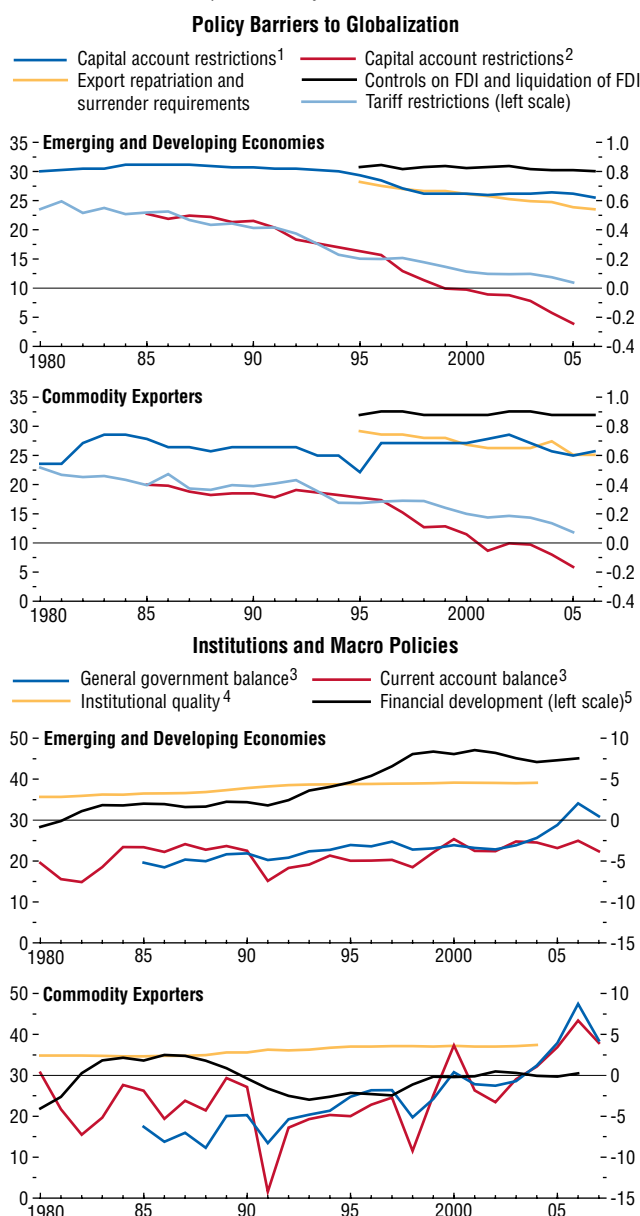 Policy Barriers to Globalization
Capital account restrictions1 Capital account restrictions2
Export repatriation and surrender requirements Controls on FDI and liquidation of FDI
Tariff restrictions (left scale)
Emerging and Developing Economies
35 30 25 20 15 10 5 0
1.0 0.8 0.6 0.4 0.2 0.0 -0.2 -0.4
1980 85 90 95 2000 05
Commodity Exporters
35 30 25 20 15 10 5 0
1.0 0.8 0.6 0.4 0.2 0.0 -0.2 -0.4
1980 85 90 95 2000 05
Institutions and Macro Policies
General government balance3 Current account balance3
Institutional quality4 Financial development (left scale)5
Emerging and Developing Economies
50 40 30 20 10 0
10 5 0 -5 -10 -15
1980 85 90 95 2000 05
Commodity Exporters
50 40 30 20 10 0
10 5 0 -5 -10 -15
1980 85 90 95 2000 05